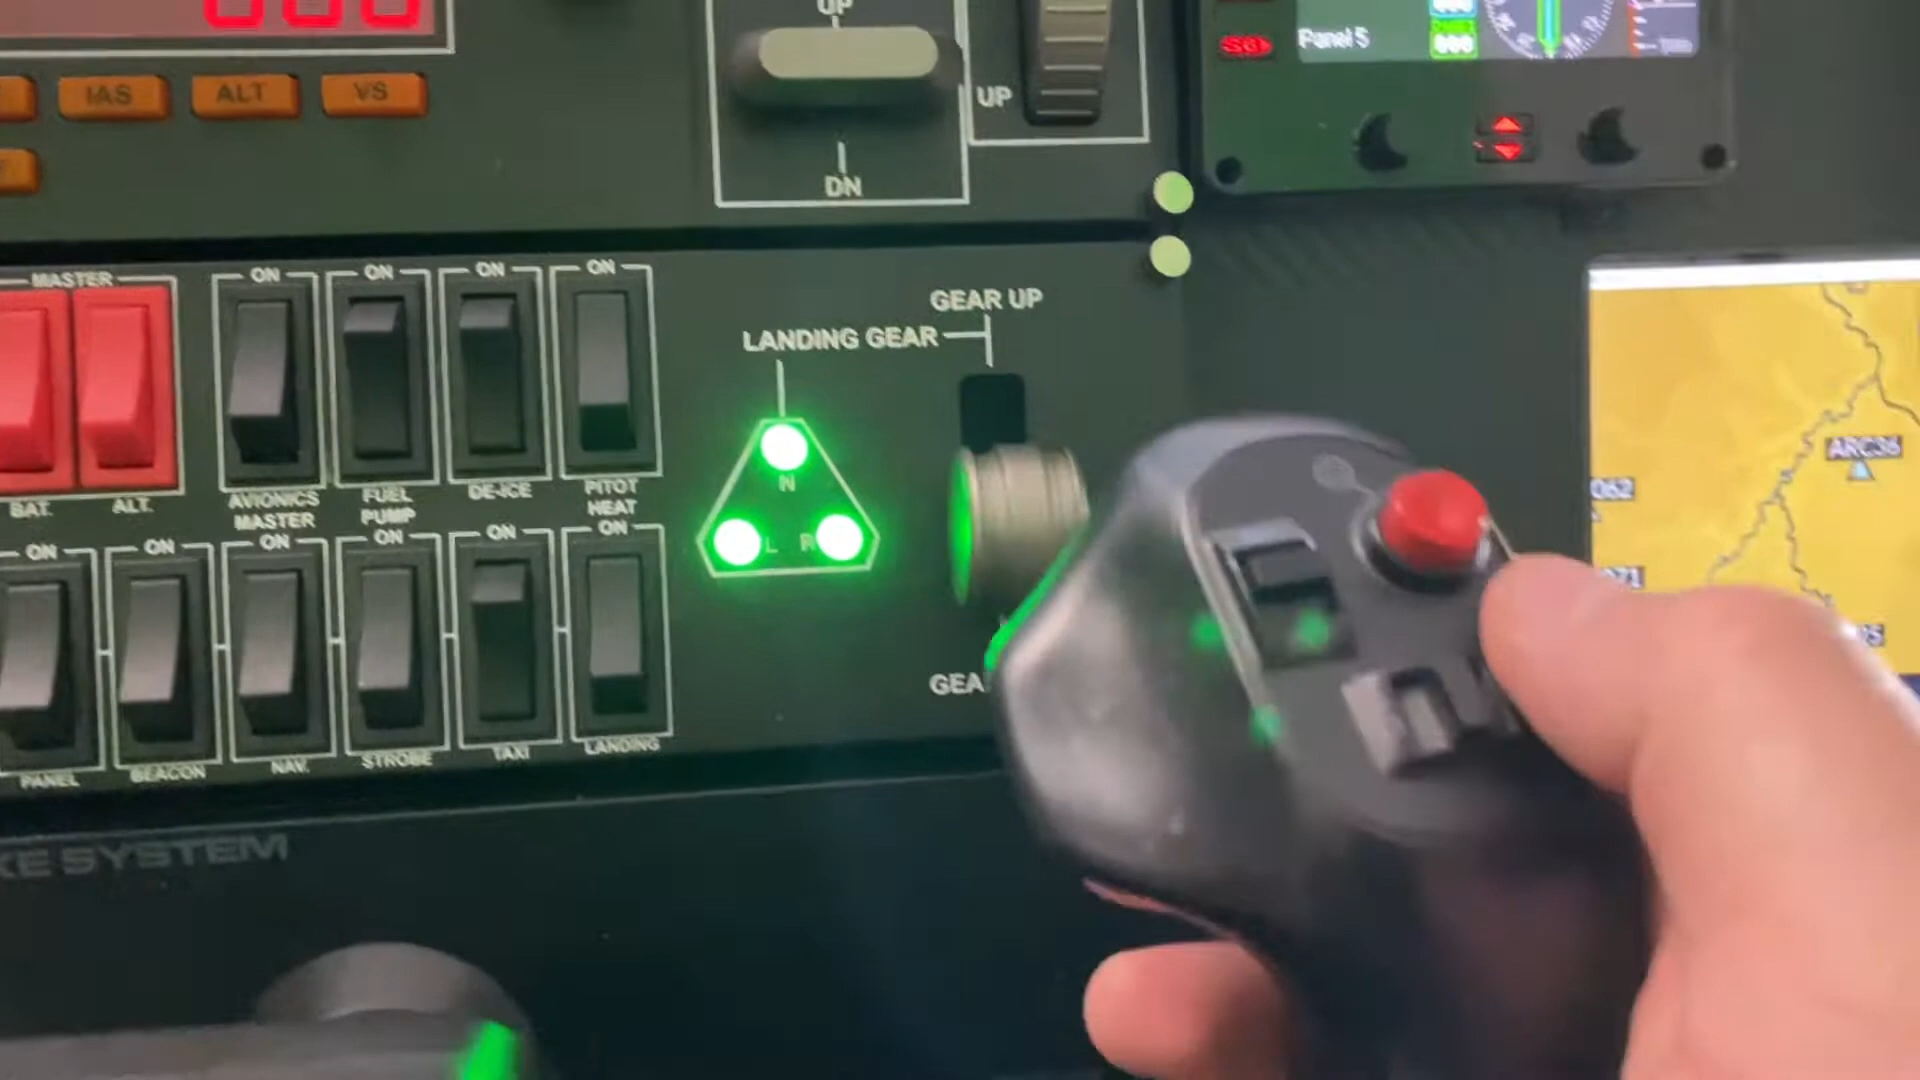 UP
IAS ALT VS
DN
UP
Panel 5
MASTER
ON ON ON ON
GEAR UP
LANDING GEAR
N
L R
BAT. ALT. AVIONICS MASTER FUEL PUMP DE-ICE PITOT HEAT
ON ON ON ON ON ON
GEA
PANEL BEACON NAV. STROBE TAXI LANDING
KE SYSTEM
ARC36
062